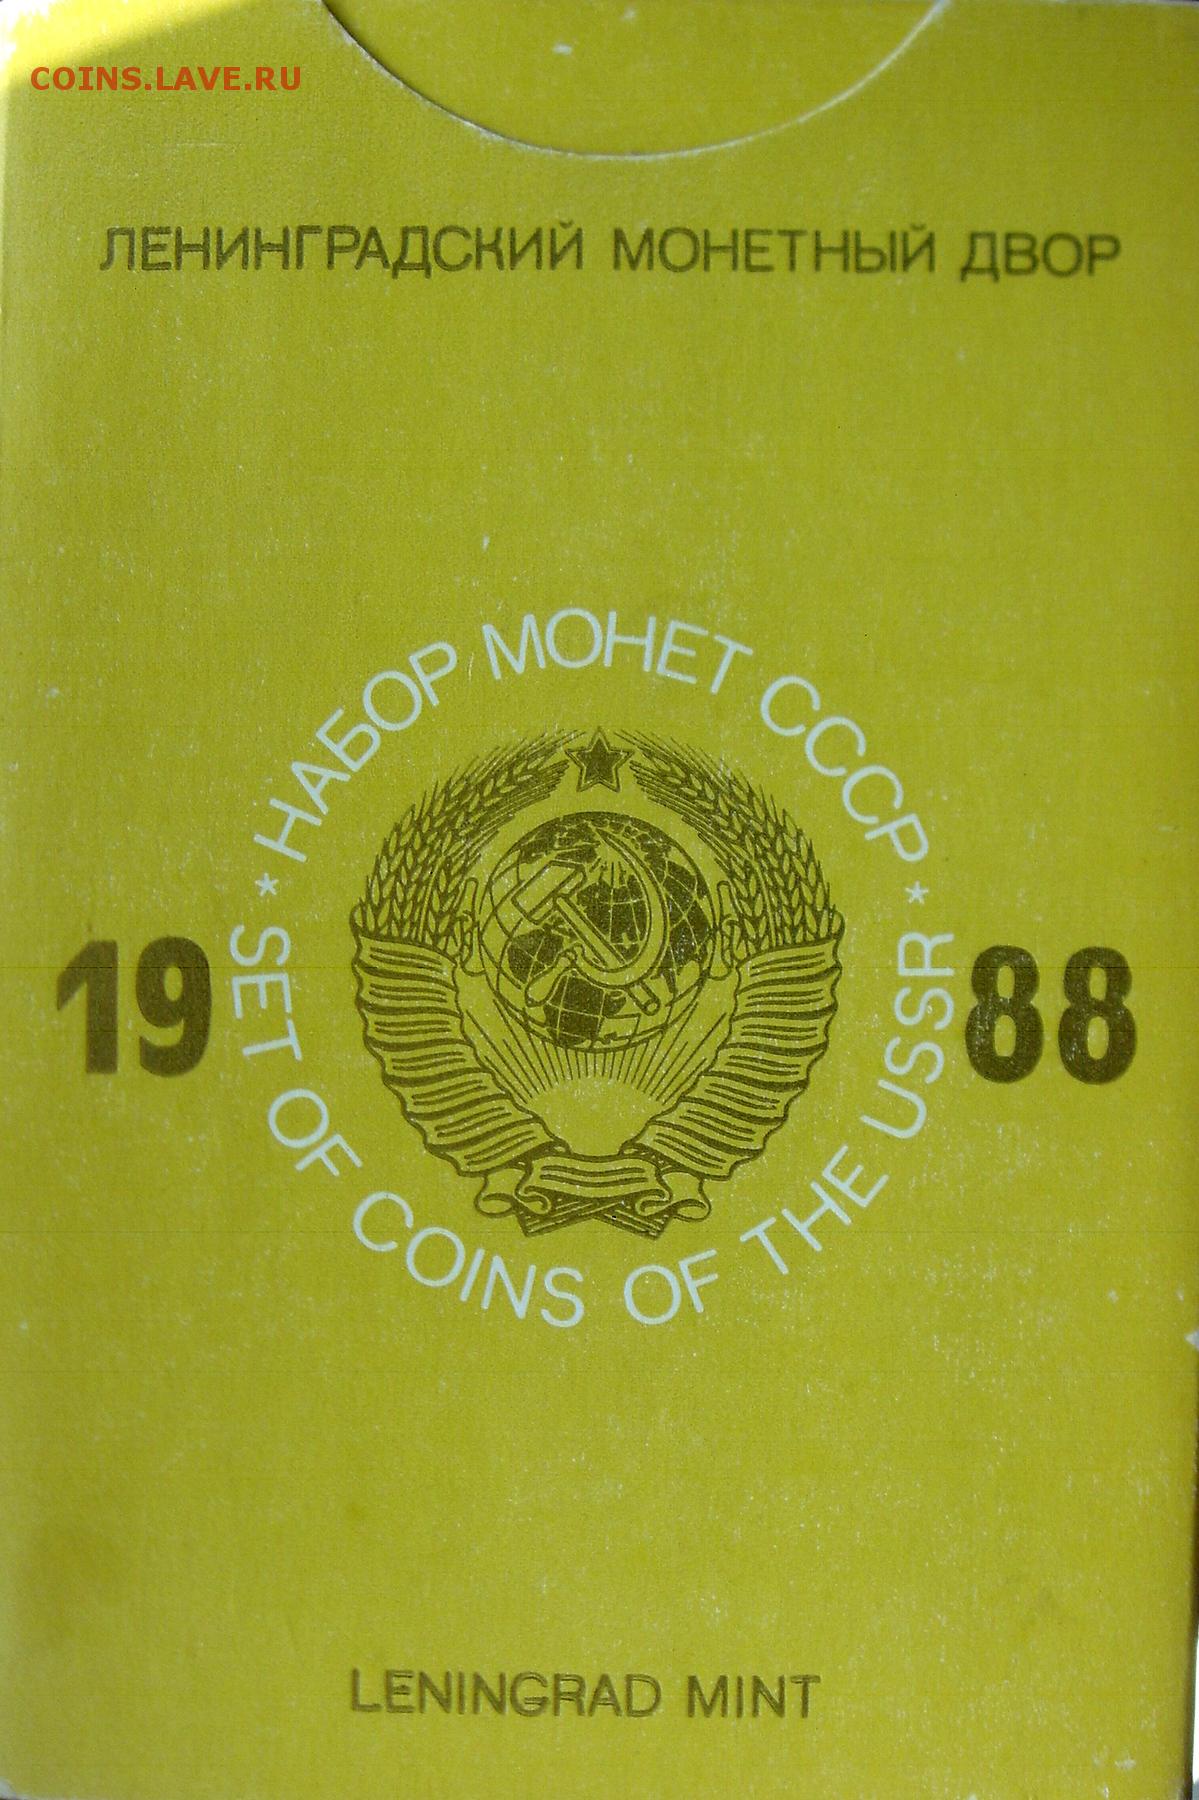 COINS.LAVE.RU
ЛЕНИНГРАДСКИЙ МОНЕТНЫЙ ДВОР
* НАБОР МОНЕТ СССР *
19 88
SET OF COINS OF THE USSR
LENINGRAD MINT